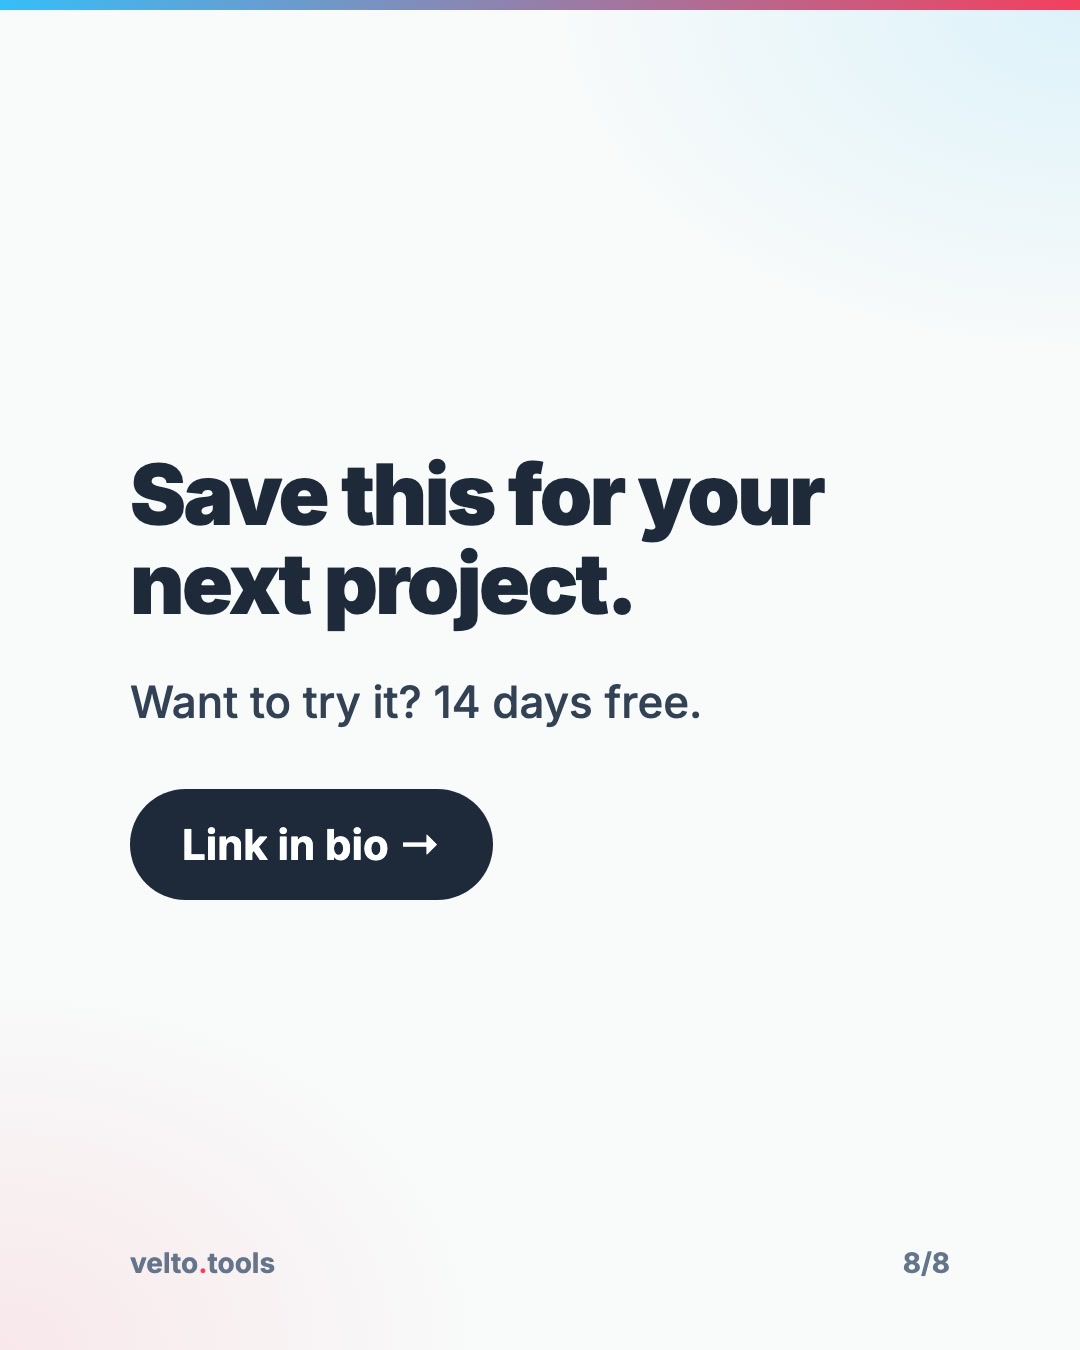 Save this for your
next project.
Want to try it? 14 days free.
Link in bio →
velto.tools
8/8